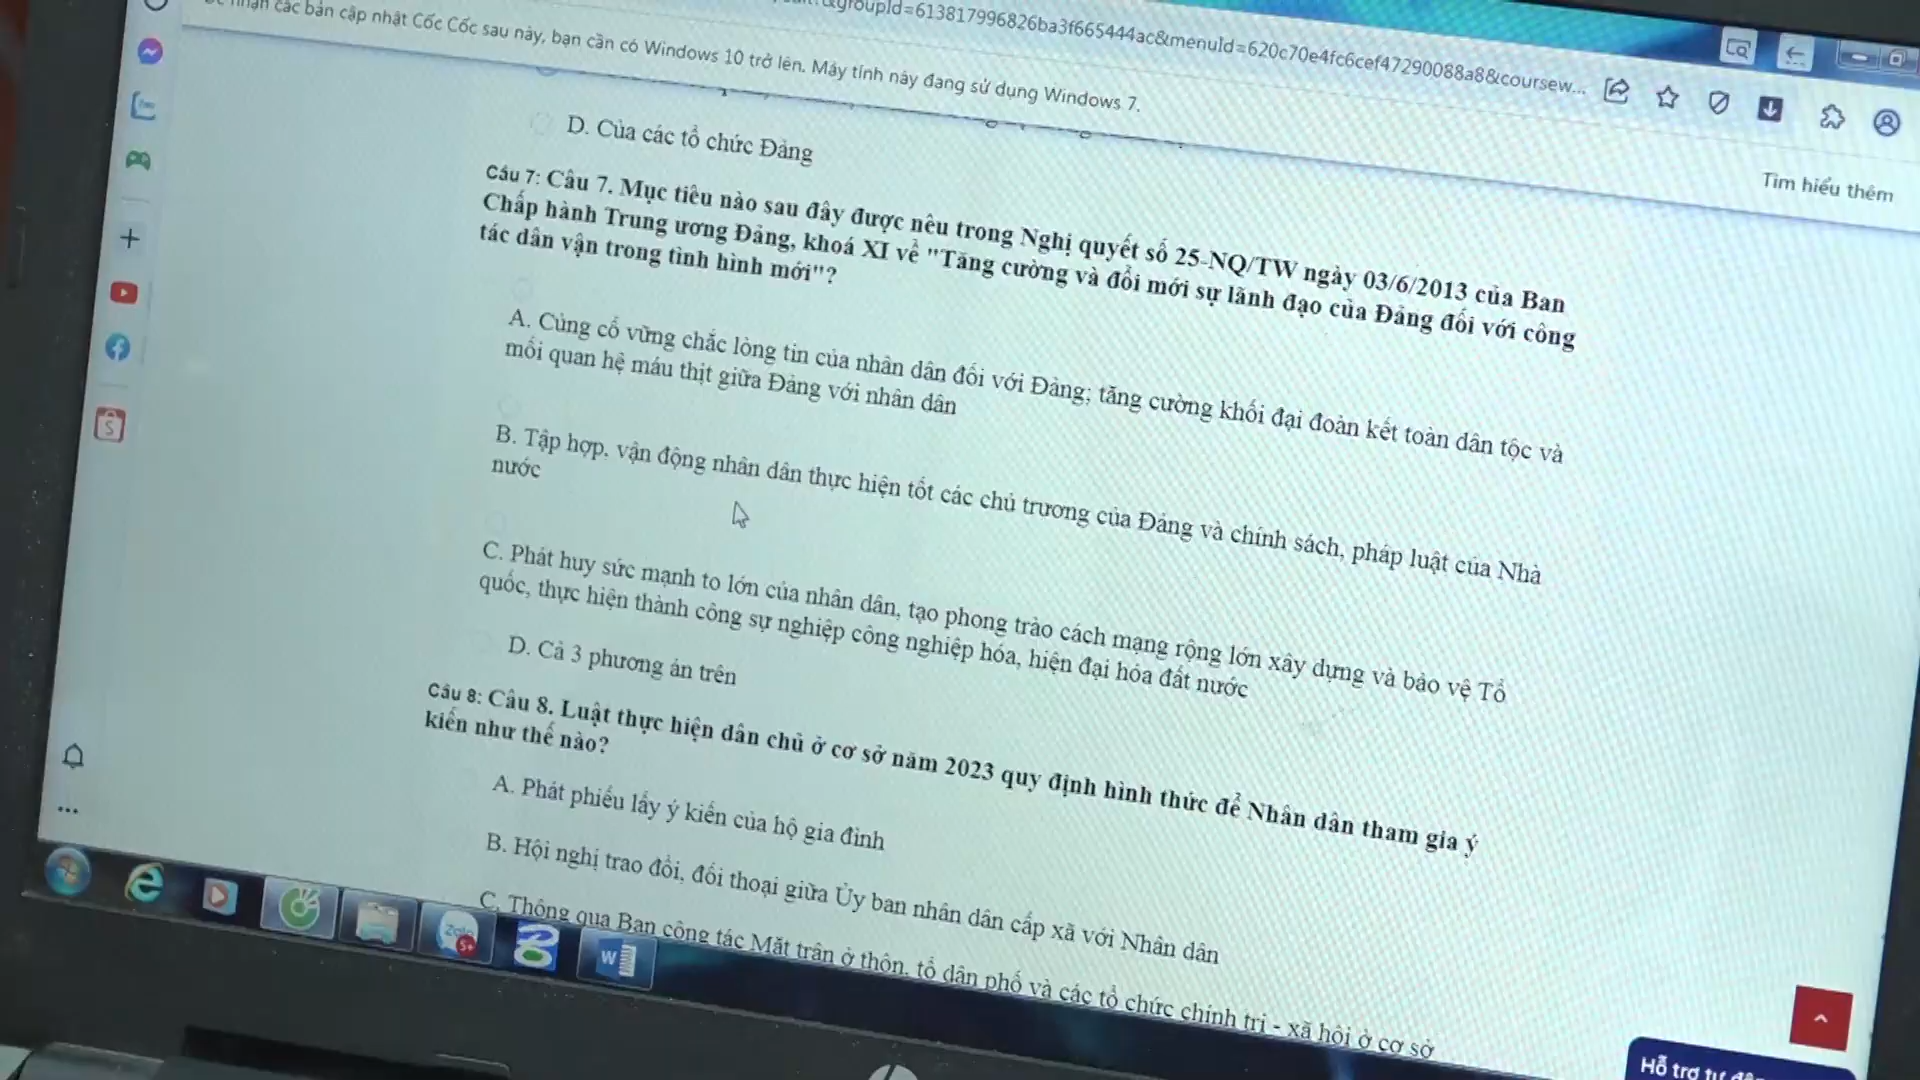 groupId=613817996826ba3f665444ac&menuId=620c70e4fc6cef47290088a8&coursew...
nhận các bản cập nhật Cốc Cốc sau này, bạn cần có Windows 10 trở lên. Máy tính này đang sử dụng Windows 7.
Tìm hiểu thêm
D. Của các tổ chức Đảng
Câu 7: Câu 7. Mục tiêu nào sau đây được nêu trong Nghị quyết số 25-NQ/TW ngày 03/6/2013 của Ban
Chấp hành Trung ương Đảng, khoá XI về "Tăng cường và đổi mới sự lãnh đạo của Đảng đối với công
tác dân vận trong tình hình mới"?
A. Củng cố vững chắc lòng tin của nhân dân đối với Đảng; tăng cường khối đại đoàn kết toàn dân tộc và
mối quan hệ máu thịt giữa Đảng với nhân dân
B. Tập hợp, vận động nhân dân thực hiện tốt các chủ trương của Đảng và chính sách, pháp luật của Nhà
nước
C. Phát huy sức mạnh to lớn của nhân dân, tạo phong trào cách mạng rộng lớn xây dựng và bảo vệ Tổ
quốc, thực hiện thành công sự nghiệp công nghiệp hóa, hiện đại hóa đất nước
D. Cả 3 phương án trên
Câu 8: Câu 8. Luật thực hiện dân chủ ở cơ sở năm 2023 quy định hình thức để Nhân dân tham gia ý
kiến như thế nào?
A. Phát phiếu lấy ý kiến của hộ gia đình
B. Hội nghị trao đổi, đối thoại giữa Ủy ban nhân dân cấp xã với Nhân dân
C. Thông qua Ban công tác Mặt trận ở thôn, tổ dân phố và các tổ chức chính trị - xã hội ở cơ sở
Zalo
5+
W
Hỗ trợ tự